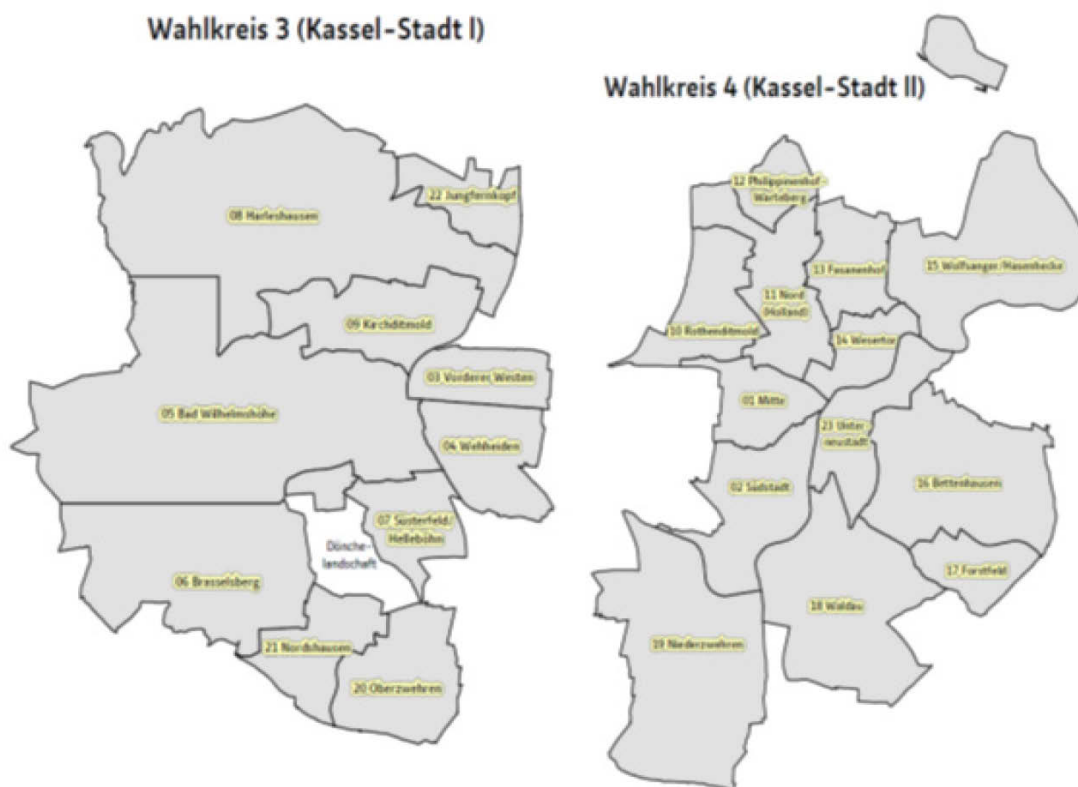 Wahlkreis 3 (Kassel-Stadt I)
22 Jungfernkopf
08 Harleshausen
09 Kirchditmold
03 Vorderer Westen
05 Bad Wilhelmshöhe
04 Wehlheiden
07 Süsterfeld/
Helleböhn
Dönche-
landschaft
06 Brasselsberg
21 Nordshausen
20 Oberzwehren
Wahlkreis 4 (Kassel-Stadt II)
12 Philippinenhof-
Warteberg
13 Fasanenhof
15 Wolfsanger/Hasenhecke
11 Nord
(Holland)
10 Rothenditmold
14 Wesertor
01 Mitte
23 Unter-
neustadt
02 Südstadt
16 Bettenhausen
17 Forstfeld
18 Waldau
19 Niederzwehren